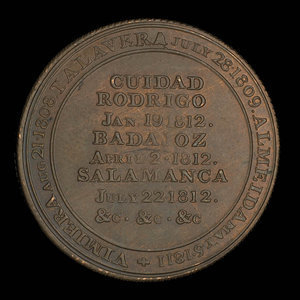 VIMIERA AUG: 21·1808. TALAVERA JULY 28 1809. ALMEIDA MAY 5 1811
CUIDAD
RODRIGO
JAN. 19 1812.
BADAJOZ
APRIL 2·1812.
SALAMANCA
JULY 22 1812.
&C · &C · &C